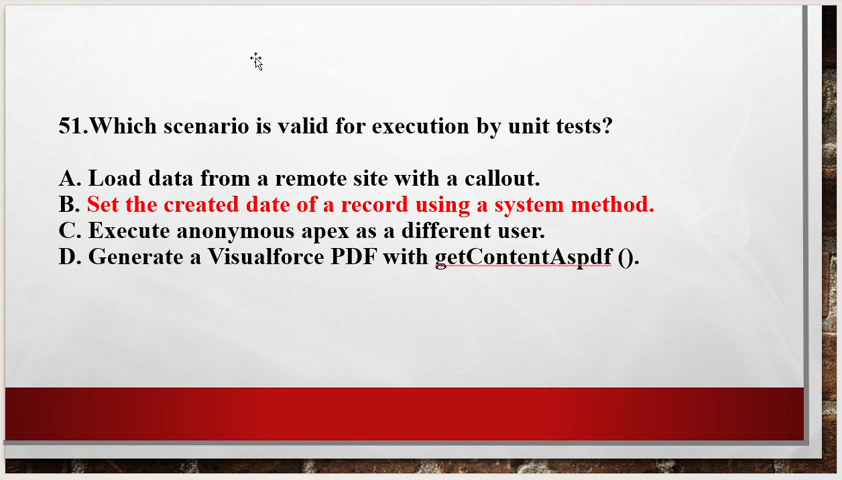 51.Which scenario is valid for execution by unit tests?
A. Load data from a remote site with a callout.
B. Set the created date of a record using a system method.
C. Execute anonymous apex as a different user.
D. Generate a Visualforce PDF with getContentAspdf ().